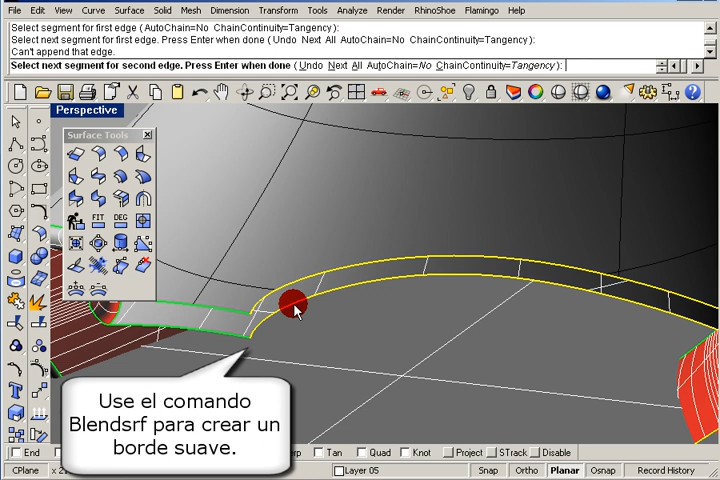 File Edit View Curve Surface Solid Mesh Dimension Transform Tools Analyze Render RhinoShoe Flamingo Help
Select segment for first edge ( AutoChain=No ChainContinuity=Tangency):
Select next segment for first edge. Press Enter when done ( Undo Next All AutoChain=No ChainContinuity=Tangency):
Can't append that edge.
Select next segment for second edge. Press Enter when done ( Undo Next All AutoChain=No ChainContinuity=Tangency):
Perspective
Surface Tools
FIT DEG
Use el comando
Blendsrf para crear un
borde suave.
End Tan Quad Knot Project STrack Disable
CPlane Layer 05 Snap Ortho Planar Osnap Record History